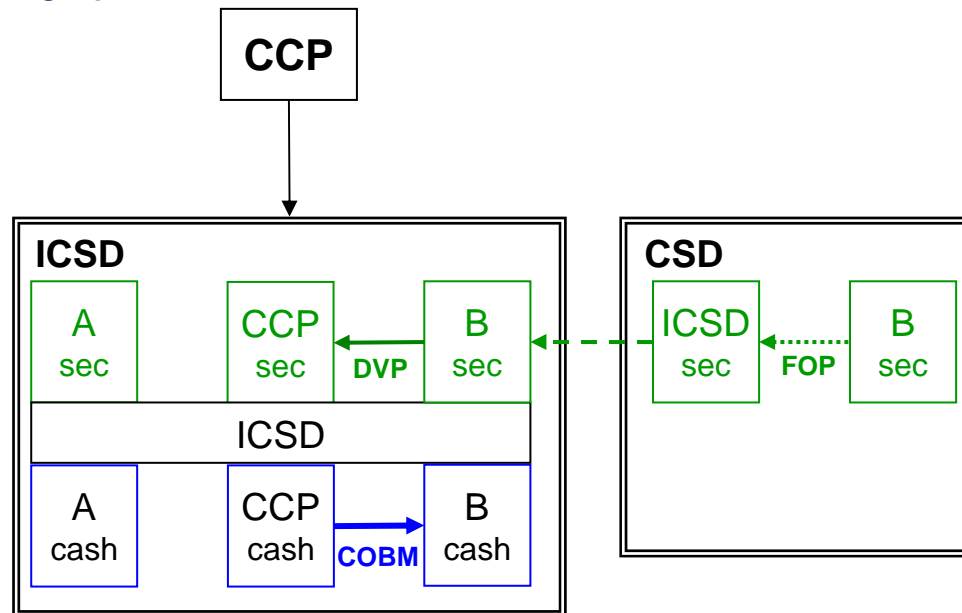 CCP
ICSD
CSD
A
sec
CCP
sec
DVP
B
sec
ICSD
sec
FOP
B
sec
ICSD
A
cash
CCP
cash
COBM
B
cash